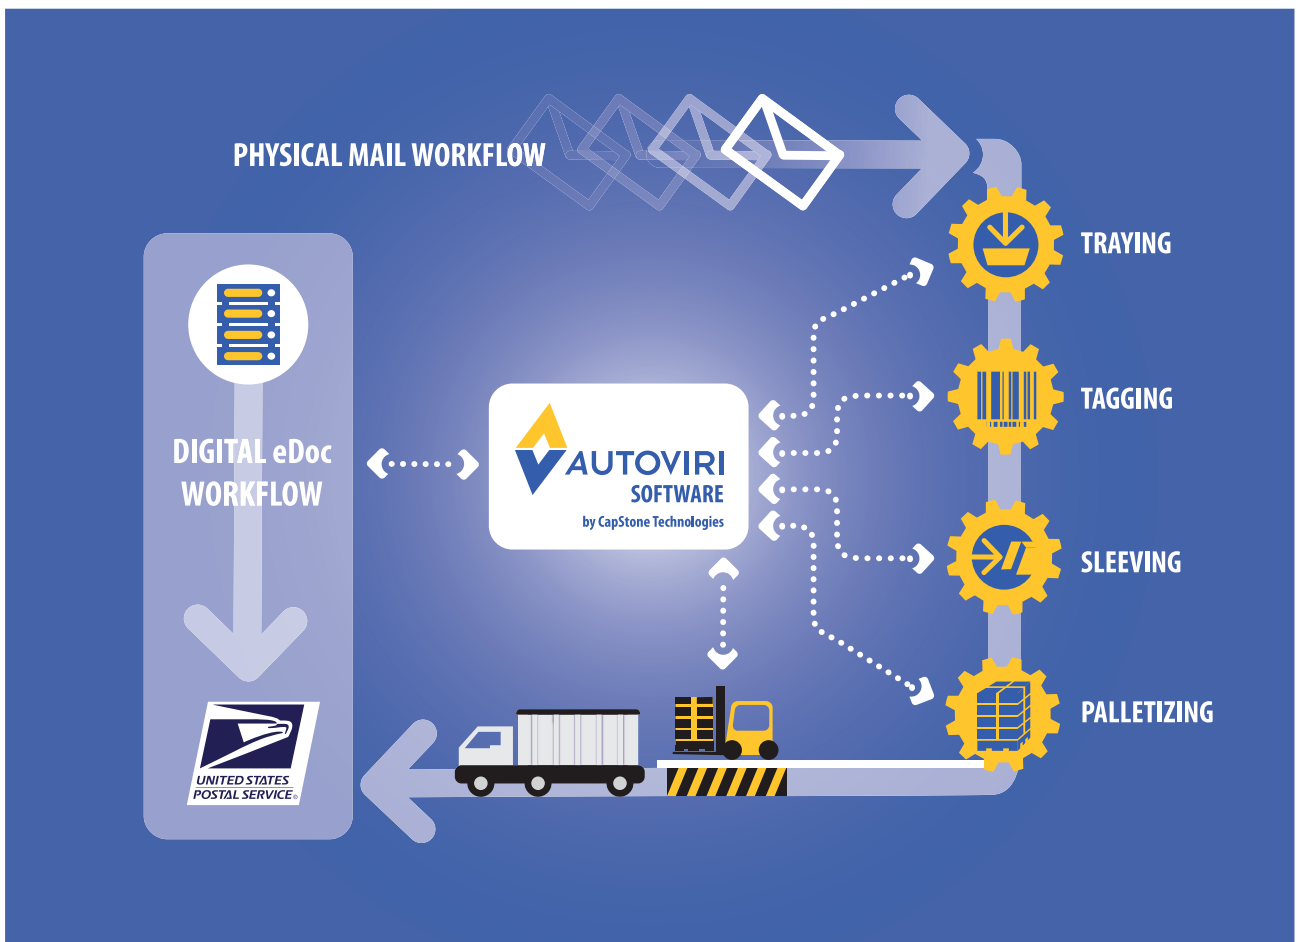 PHYSICAL MAIL WORKFLOW
TRAYING
TAGGING
SLEEVING
PALLETIZING
DIGITAL eDoc
WORKFLOW
AUTOVIRI
SOFTWARE
by CapStone Technologies
UNITED STATES
POSTAL SERVICE®